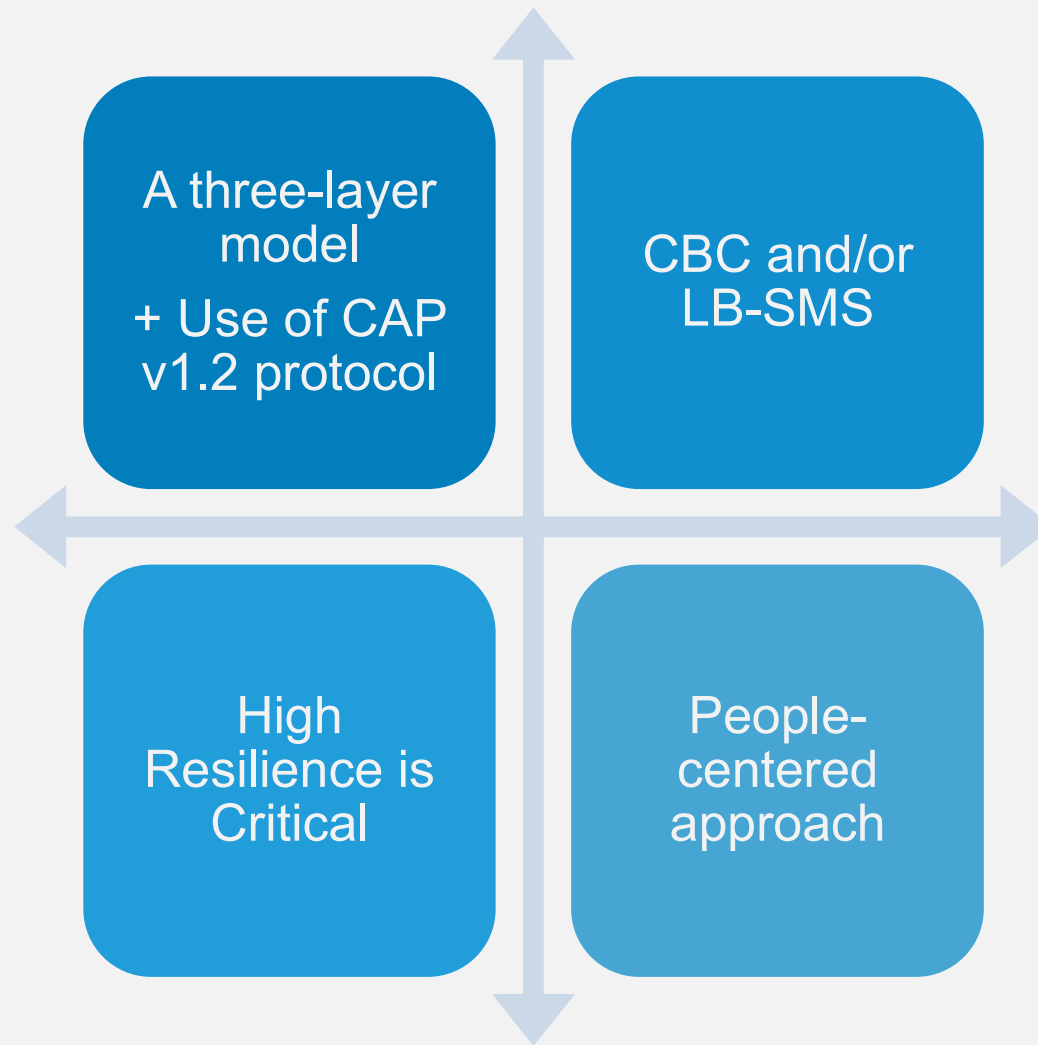 A three-layer
model
+ Use of CAP
v1.2 protocol
CBC and/or
LB-SMS
High
Resilience is
Critical
People-
centered
approach